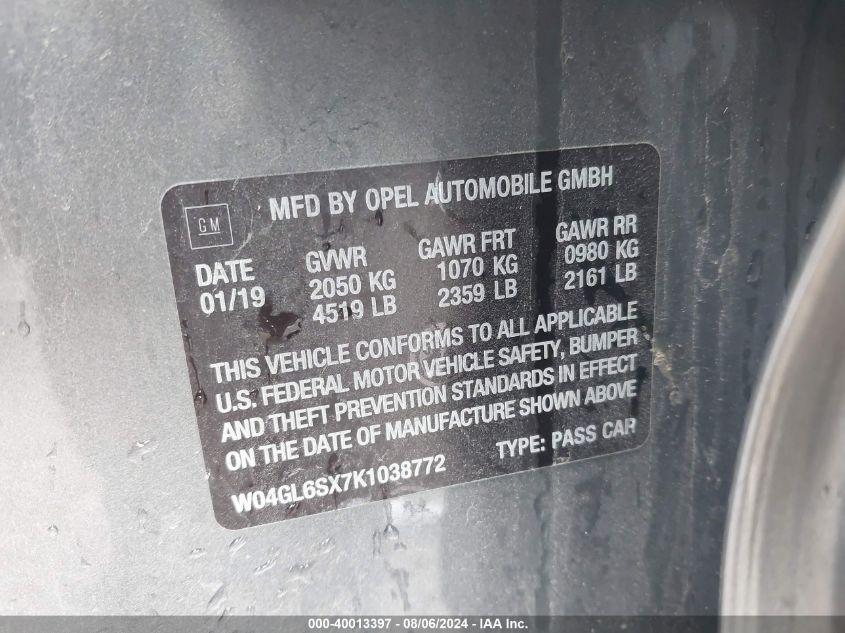 GM
MFD BY OPEL AUTOMOBILE GMBH
DATE GVWR GAWR FRT GAWR RR
01/19 2050 KG 1070 KG 0980 KG
4519 LB 2359 LB 2161 LB
THIS VEHICLE CONFORMS TO ALL APPLICABLE
U.S. FEDERAL MOTOR VEHICLE SAFETY, BUMPER
AND THEFT PREVENTION STANDARDS IN EFFECT
ON THE DATE OF MANUFACTURE SHOWN ABOVE
W04GL6SX7K1038772 TYPE: PASS CAR
000-40013397 - 08/06/2024 - IAA Inc.